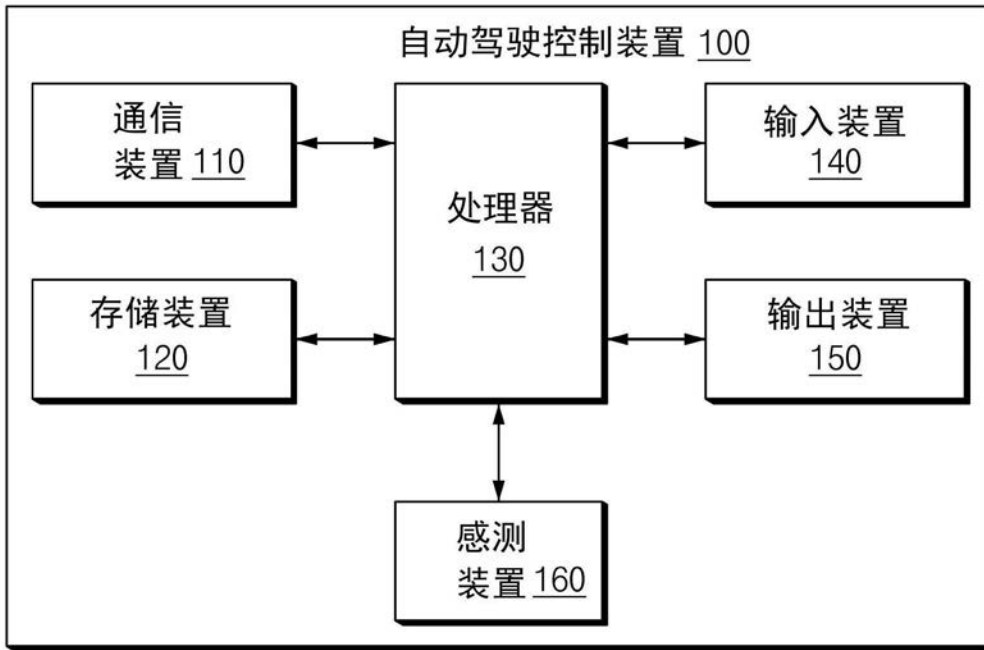 自动驾驶控制装置 100
通信
装置 110
处理器
130
输入装置
140
存储装置
120
输出装置
150
感测
装置 160